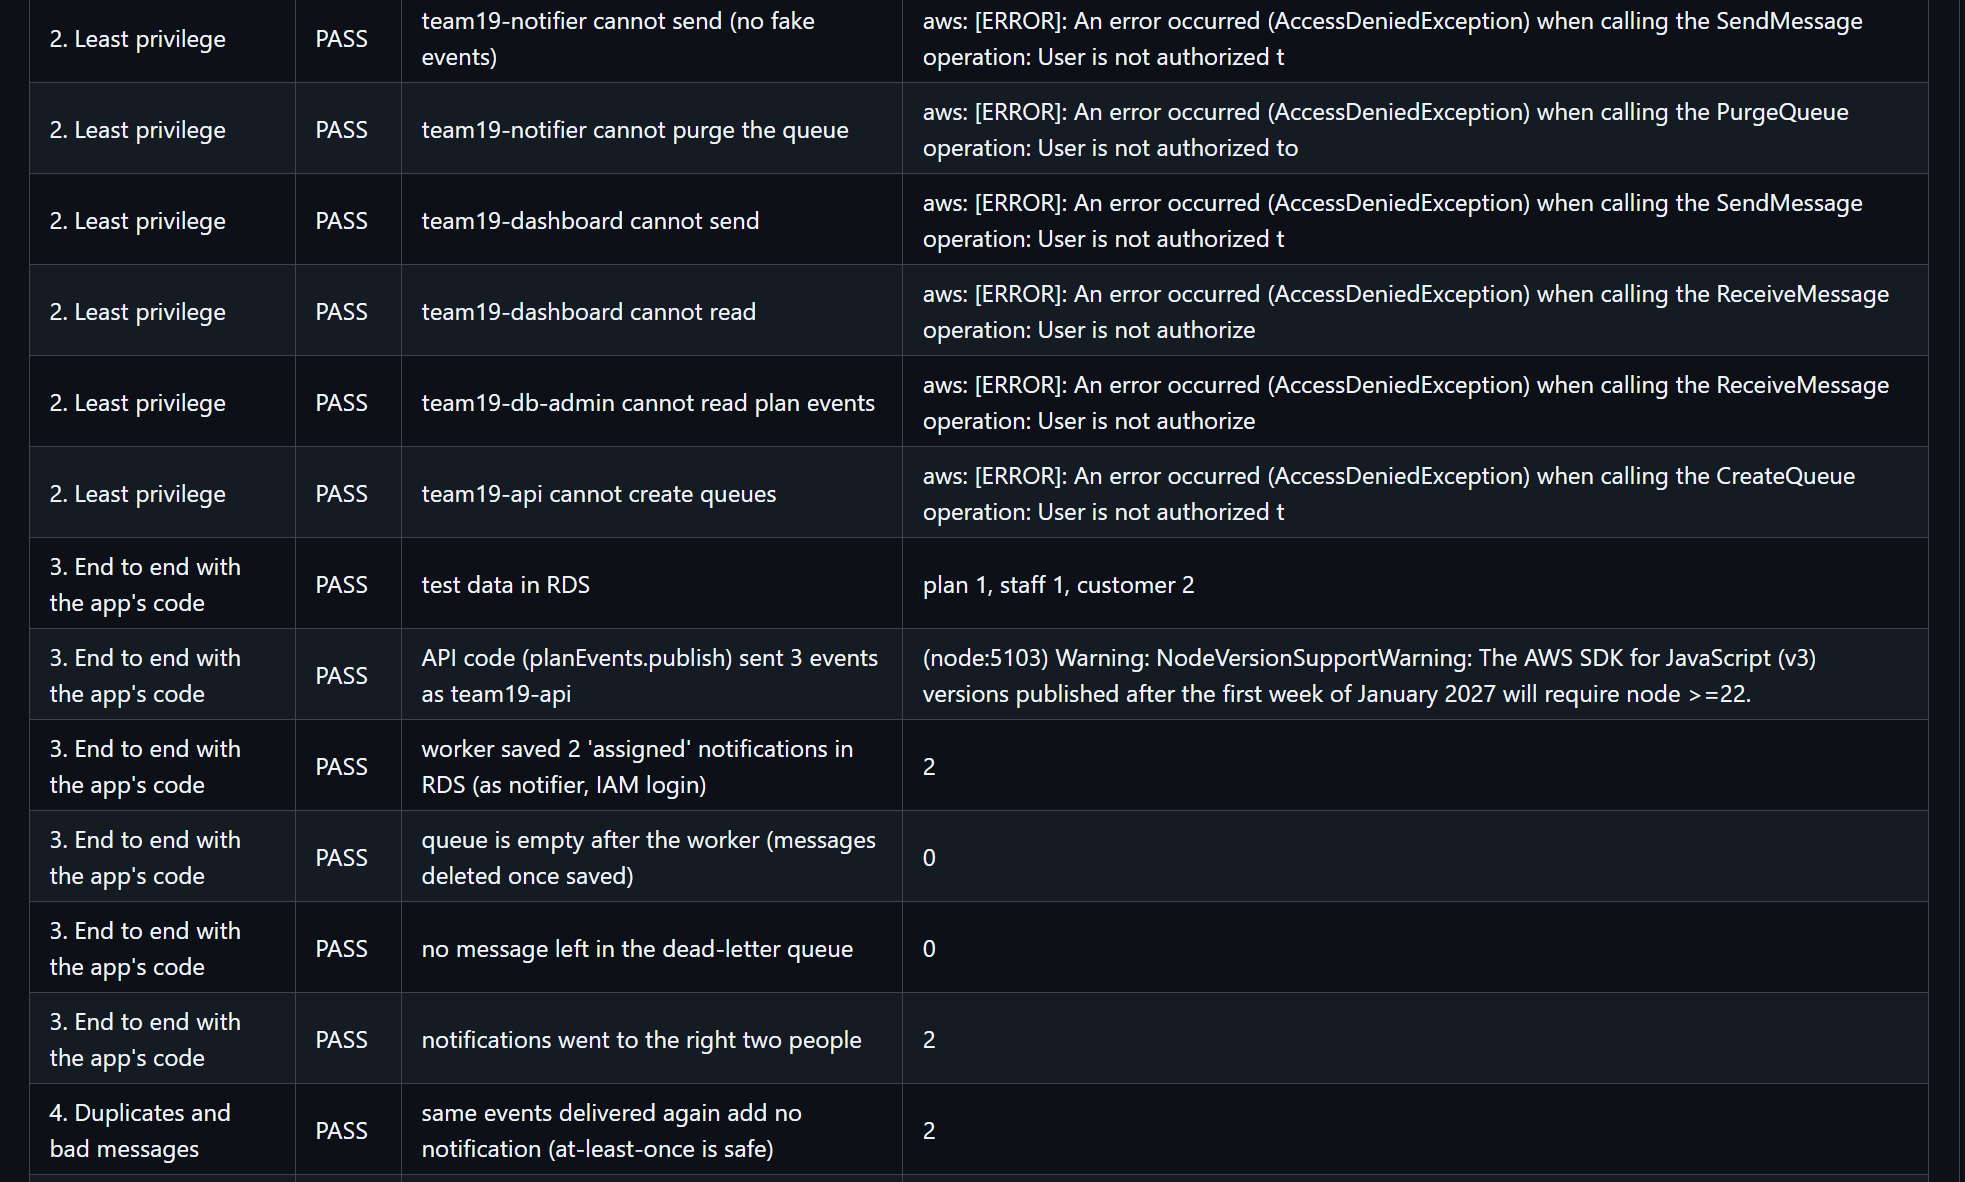 2. Least privilege
PASS
team19-notifier cannot send (no fake
events)
aws: [ERROR]: An error occurred (AccessDeniedException) when calling the SendMessage
operation: User is not authorized t
2. Least privilege
PASS
team19-notifier cannot purge the queue
aws: [ERROR]: An error occurred (AccessDeniedException) when calling the PurgeQueue
operation: User is not authorized to
2. Least privilege
PASS
team19-dashboard cannot send
aws: [ERROR]: An error occurred (AccessDeniedException) when calling the SendMessage
operation: User is not authorized t
2. Least privilege
PASS
team19-dashboard cannot read
aws: [ERROR]: An error occurred (AccessDeniedException) when calling the ReceiveMessage
operation: User is not authorize
2. Least privilege
PASS
team19-db-admin cannot read plan events
aws: [ERROR]: An error occurred (AccessDeniedException) when calling the ReceiveMessage
operation: User is not authorize
2. Least privilege
PASS
team19-api cannot create queues
aws: [ERROR]: An error occurred (AccessDeniedException) when calling the CreateQueue
operation: User is not authorized t
3. End to end with
the app's code
PASS
test data in RDS
plan 1, staff 1, customer 2
3. End to end with
the app's code
PASS
API code (planEvents.publish) sent 3 events
as team19-api
(node:5103) Warning: NodeVersionSupportWarning: The AWS SDK for JavaScript (v3)
versions published after the first week of January 2027 will require node >=22.
3. End to end with
the app's code
PASS
worker saved 2 'assigned' notifications in
RDS (as notifier, IAM login)
2
3. End to end with
the app's code
PASS
queue is empty after the worker (messages
deleted once saved)
0
3. End to end with
the app's code
PASS
no message left in the dead-letter queue
0
3. End to end with
the app's code
PASS
notifications went to the right two people
2
4. Duplicates and
bad messages
PASS
same events delivered again add no
notification (at-least-once is safe)
2